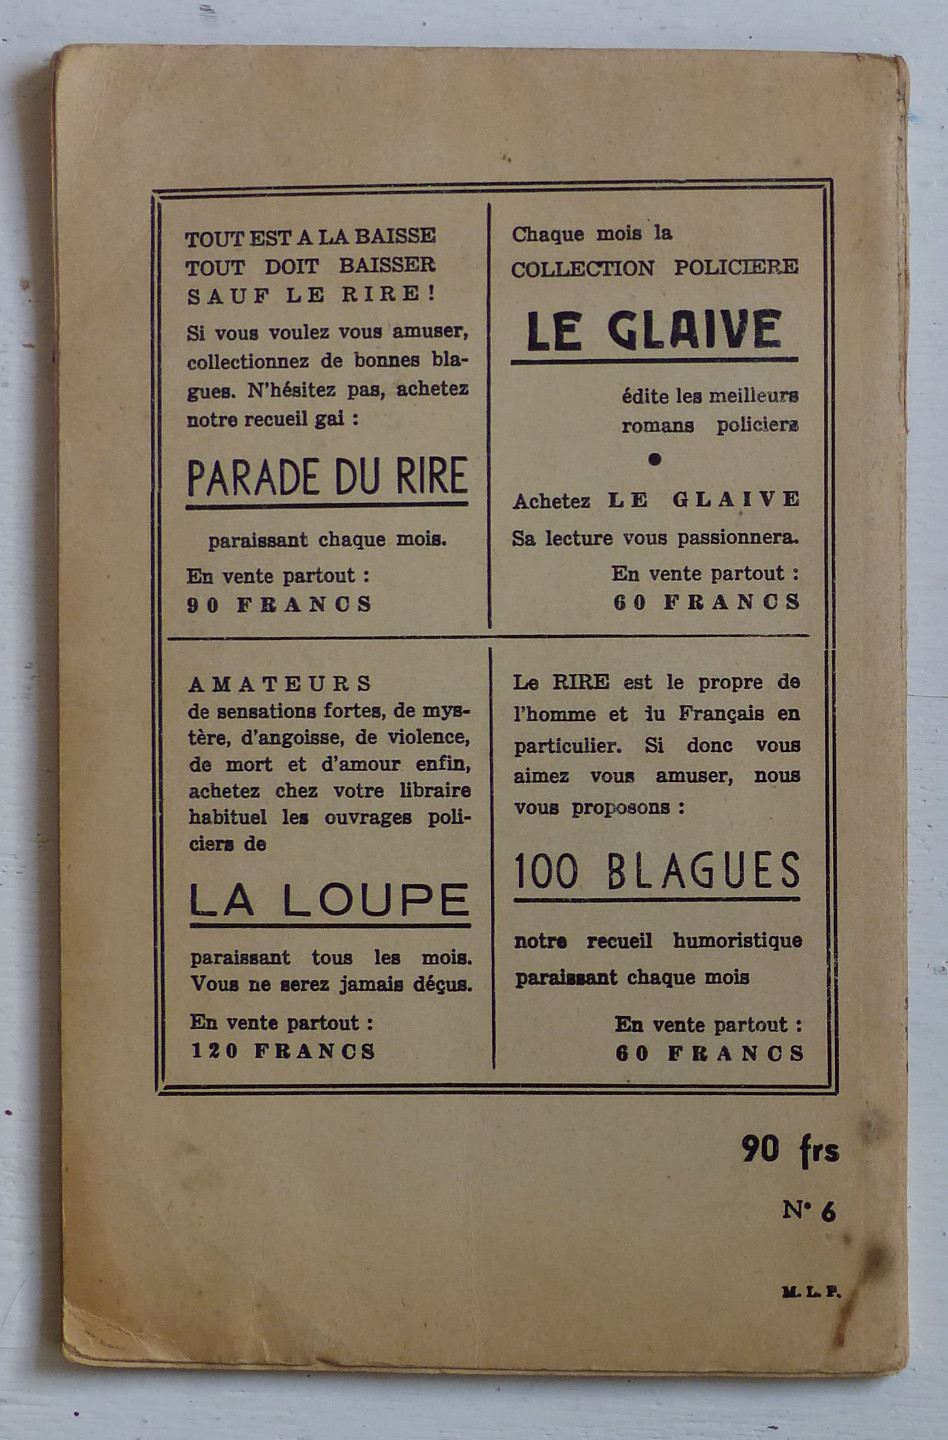 TOUT EST A LA BAISSE
TOUT DOIT BAISSER
SAUF LE RIRE !
Si vous voulez vous amuser,
collectionnez de bonnes bla-
gues. N'hésitez pas, achetez
notre recueil gai :
PARADE DU RIRE
paraissant chaque mois.
En vente partout :
90 FRANCS
Chaque mois la
COLLECTION POLICIERE
LE GLAIVE
édite les meilleurs
romans policiers
●
Achetez LE GLAIVE
Sa lecture vous passionnera.
En vente partout :
60 FRANCS
AMATEURS
de sensations fortes, de mys-
tère, d'angoisse, de violence,
de mort et d'amour enfin,
achetez chez votre libraire
habituel les ouvrages poli-
ciers de
LA LOUPE
paraissant tous les mois.
Vous ne serez jamais déçus.
En vente partout :
120 FRANCS
Le RIRE est le propre de
l'homme et du Français en
particulier. Si donc vous
aimez vous amuser, nous
vous proposons :
100 BLAGUES
notre recueil humoristique
paraissant chaque mois
En vente partout :
60 FRANCS
90 frs
N° 6
M. L. P.